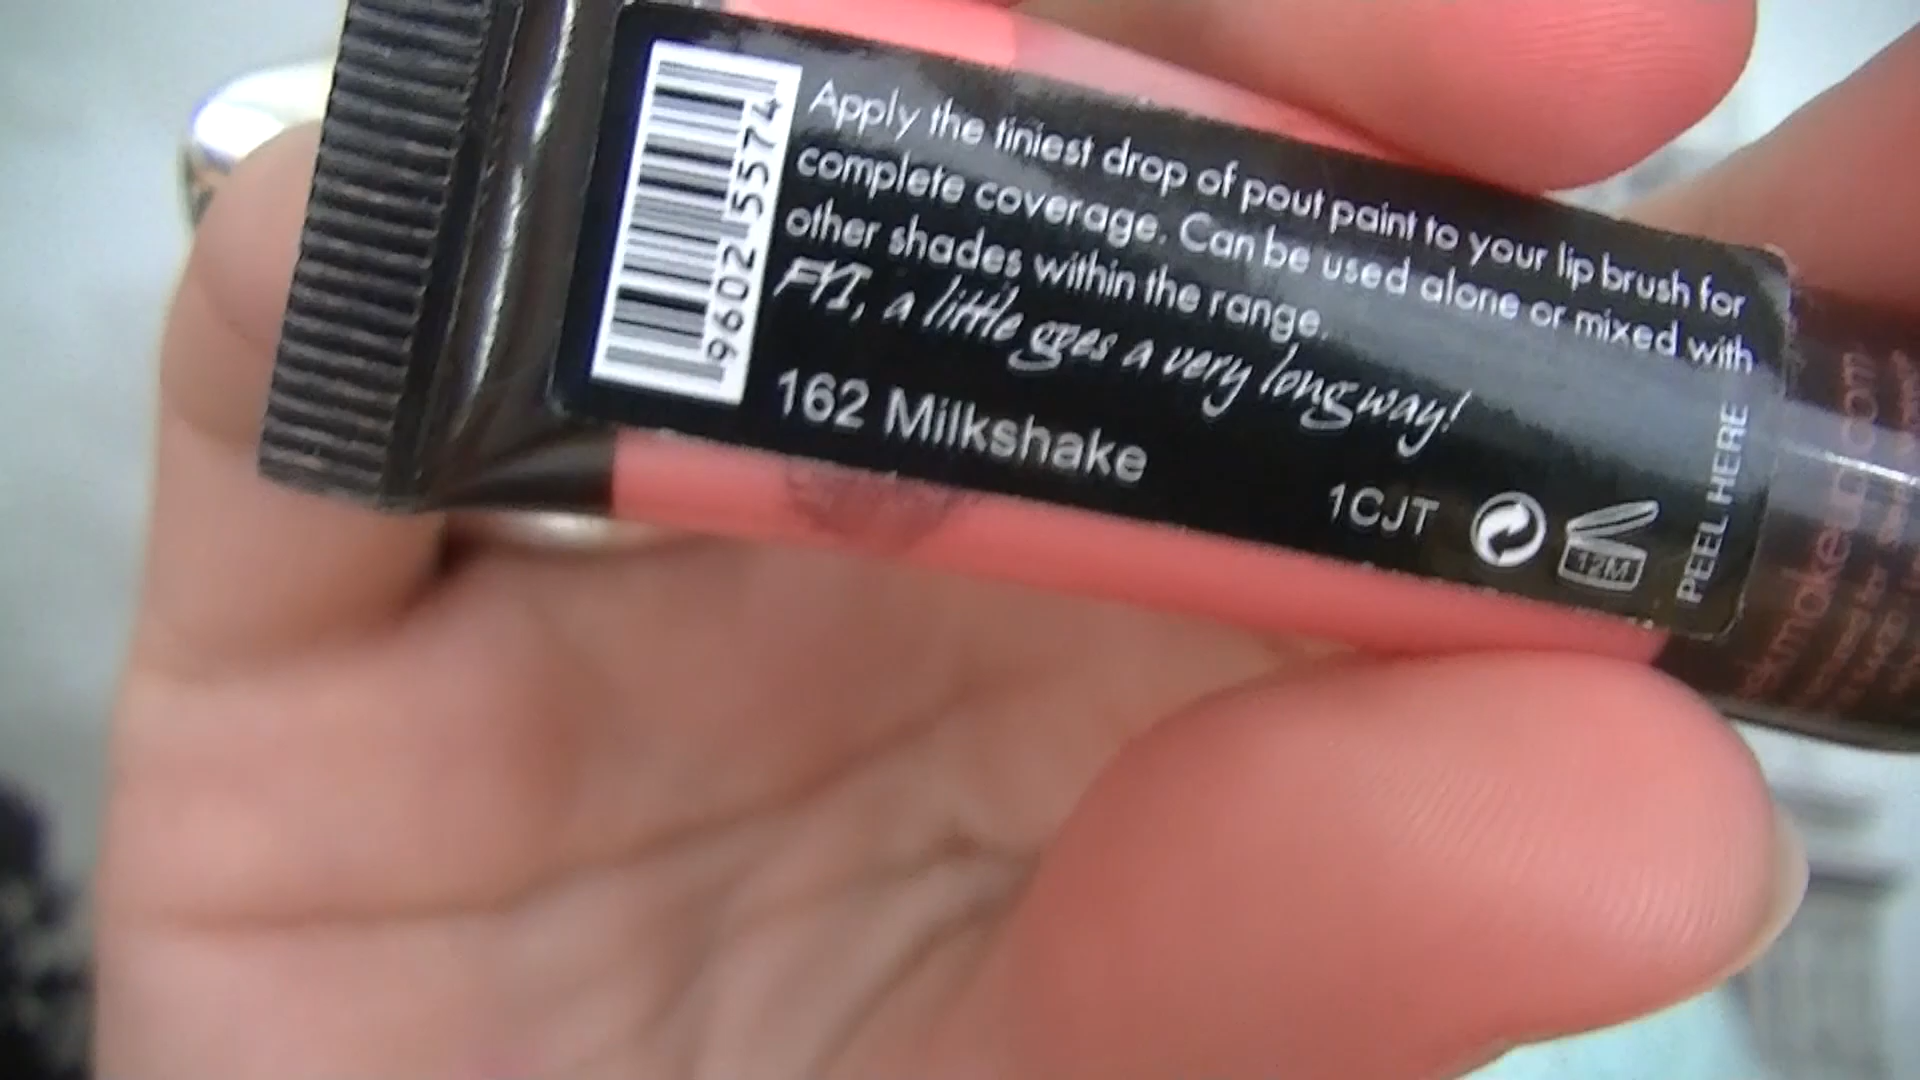 Apply the tiniest drop of pout paint to your lip brush for
complete coverage. Can be used alone or mixed with
other shades within the range.
FYI, a little goes a very long way!
162 Milkshake
1CJT
12M
PEEL HERE
96025574